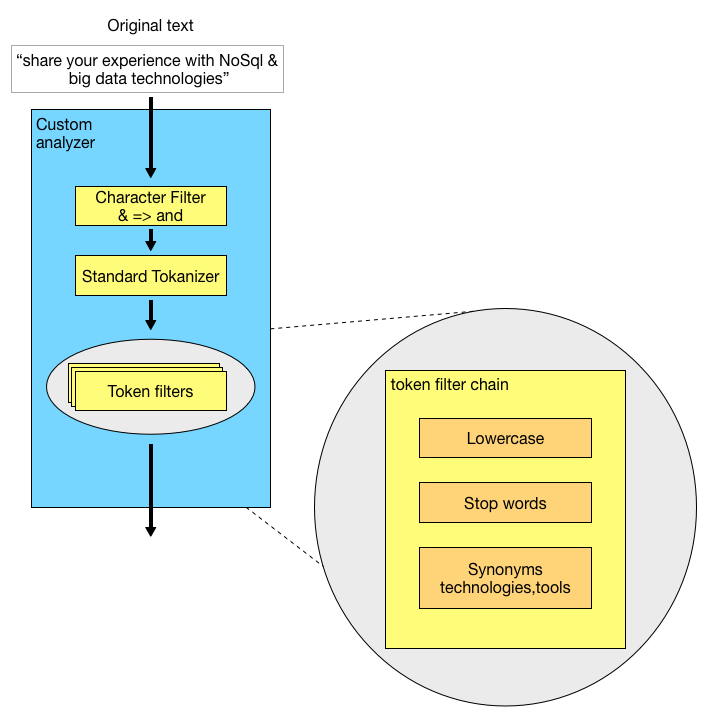 Original text
“share your experience with NoSql &
big data technologies”
Custom
analyzer
Character Filter
& => and
Standard Tokanizer
Token filters
token filter chain
Lowercase
Stop words
Synonyms
technologies,tools